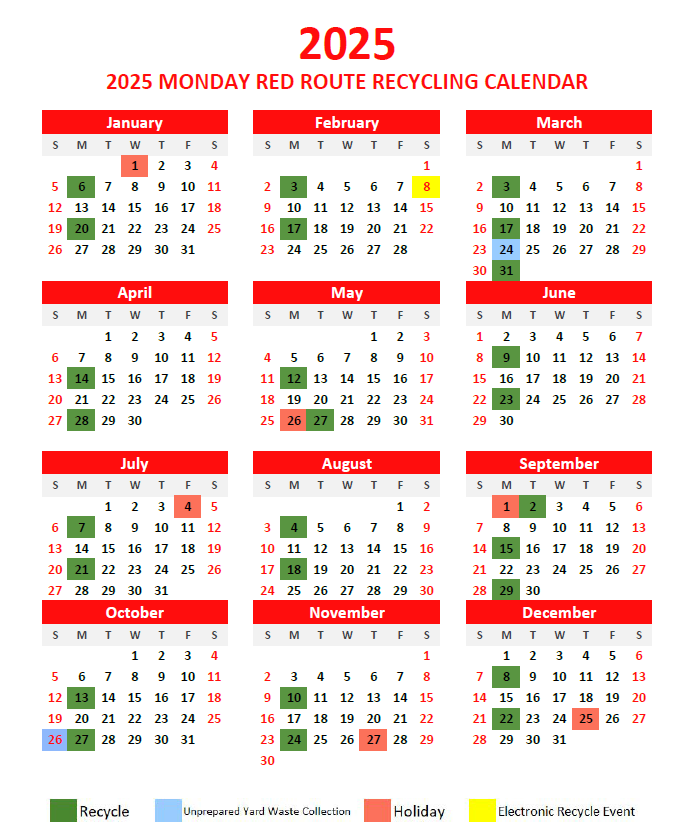 2025
2025 MONDAY RED ROUTE RECYCLING CALENDAR
January
S M T W T F S
1 2 3 4
5 6 7 8 9 10 11
12 13 14 15 16 17 18
19 20 21 22 23 24 25
26 27 28 29 30 31
February
S M T W T F S
1
2 3 4 5 6 7 8
9 10 11 12 13 14 15
16 17 18 19 20 21 22
23 24 25 26 27 28
March
S M T W T F S
1
2 3 4 5 6 7 8
9 10 11 12 13 14 15
16 17 18 19 20 21 22
23 24 25 26 27 28 29
30 31
April
S M T W T F S
1 2 3 4 5
6 7 8 9 10 11 12
13 14 15 16 17 18 19
20 21 22 23 24 25 26
27 28 29 30
May
S M T W T F S
1 2 3
4 5 6 7 8 9 10
11 12 13 14 15 16 17
18 19 20 21 22 23 24
25 26 27 28 29 30 31
June
S M T W T F S
1 2 3 4 5 6 7
8 9 10 11 12 13 14
15 16 17 18 19 20 21
22 23 24 25 26 27 28
29 30
July
S M T W T F S
1 2 3 4 5
6 7 8 9 10 11 12
13 14 15 16 17 18 19
20 21 22 23 24 25 26
27 28 29 30 31
August
S M T W T F S
1 2
3 4 5 6 7 8 9
10 11 12 13 14 15 16
17 18 19 20 21 22 23
24 25 26 27 28 29 30
September
S M T W T F S
1 2 3 4 5 6
7 8 9 10 11 12 13
14 15 16 17 18 19 20
21 22 23 24 25 26 27
28 29 30
October
S M T W T F S
1 2 3 4
5 6 7 8 9 10 11
12 13 14 15 16 17 18
19 20 21 22 23 24 25
26 27 28 29 30 31
November
S M T W T F S
1
2 3 4 5 6 7 8
9 10 11 12 13 14 15
16 17 18 19 20 21 22
23 24 25 26 27 28 29
30
December
S M T W T F S
1 2 3 4 5 6
7 8 9 10 11 12 13
14 15 16 17 18 19 20
21 22 23 24 25 26 27
28 29 30 31
Recycle
Unprepared Yard Waste Collection
Holiday
Electronic Recycle Event